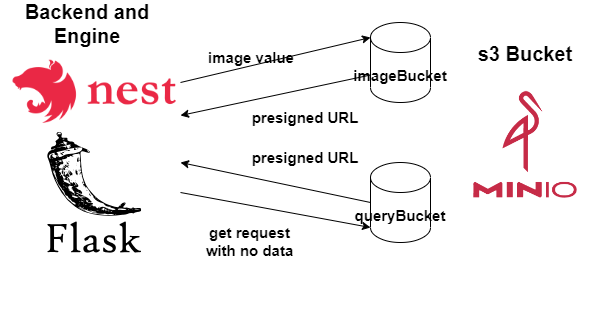 Backend and
Engine
s3 Bucket
image value
nest
imageBucket
presigned URL
presigned URL
MINIO
queryBucket
Flask
get request
with no data